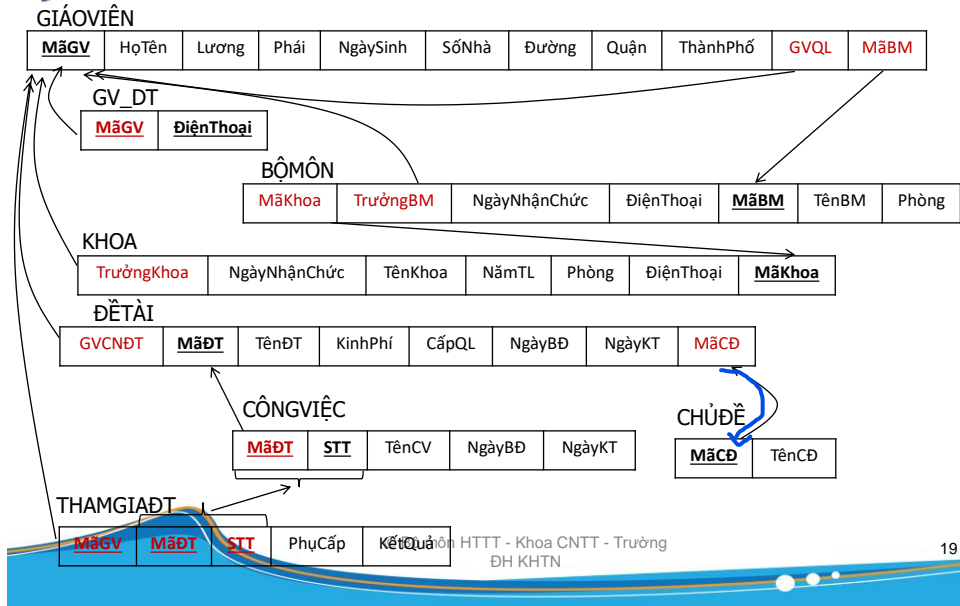 GIÁOVIÊN
MãGV HọTên Lương Phái NgàySinh SốNhà Đường Quận ThànhPhố GVQL MãBM
GV_DT
MãGV ĐiệnThoại
BỘMÔN
MãKhoa TrưởngBM NgàyNhậnChức ĐiệnThoại MãBM TênBM Phòng
KHOA
TrưởngKhoa NgàyNhậnChức TênKhoa NămTL Phòng ĐiệnThoại MãKhoa
ĐỀTÀI
GVCNĐT MãĐT TênĐT KinhPhí CấpQL NgàyBĐ NgàyKT MãCĐ
CÔNGVIỆC
MãĐT STT TênCV NgàyBĐ NgàyKT
CHỦĐỀ
MãCĐ TênCĐ
THAMGIAĐT
MãGV MãĐT STT PhụCấp KếtQuả
môn HTTT - Khoa CNTT - Trường
ĐH KHTN
19